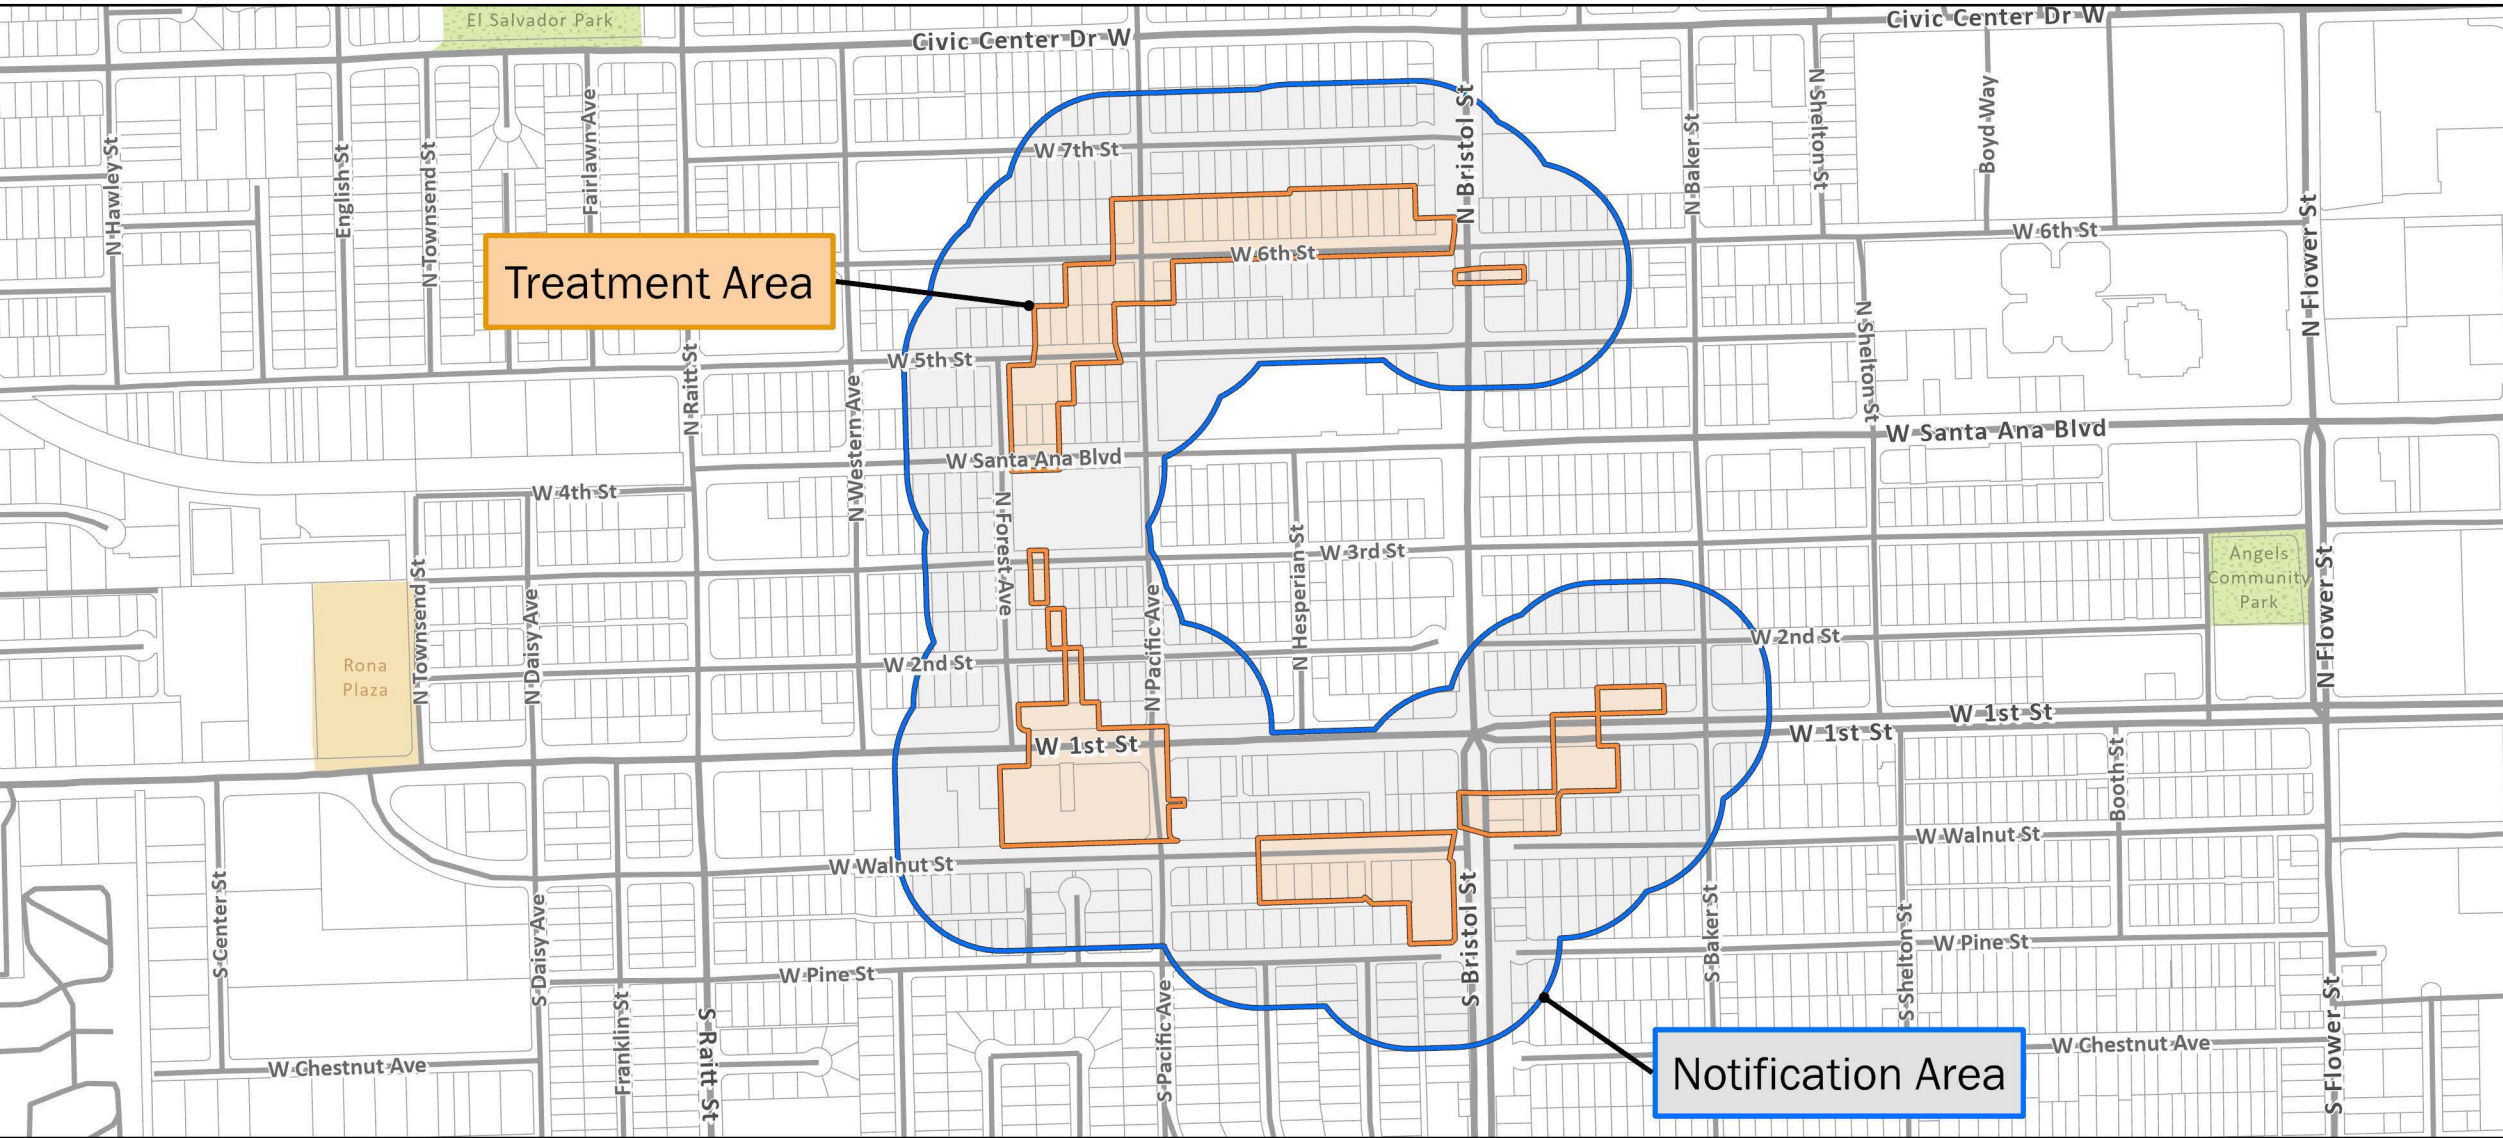 El Salvador Park
Civic Center Dr W
Civic Center Dr W
N Hawley St
English St
N Townsend St
Fairlawn Ave
W 7th St
N Bristol St
N Baker St
N Shelton St
Boyd Way
N Flower St
W 6th St
W 6th St
Treatment Area
N Raitt St
N Western Ave
W 5th St
N Shelton St
W Santa Ana Blvd
W Santa Ana Blvd
W 4th St
N Forest Ave
N Hesperian St
W 3rd St
Angels
Community
Park
N Townsend St
N Daisy Ave
N Pacific Ave
N Flower St
Rona
Plaza
W 2nd St
W 2nd St
W 1st St
W 1st St
W 1st St
Booth St
W Walnut St
W Walnut St
S Center St
S Daisy Ave
S Bristol St
S Baker St
S Shelton St
W Pine St
W Pine St
Franklin St
S Raitt St
S Pacific Ave
S Flower St
Notification Area
W Chestnut Ave
W Chestnut Ave